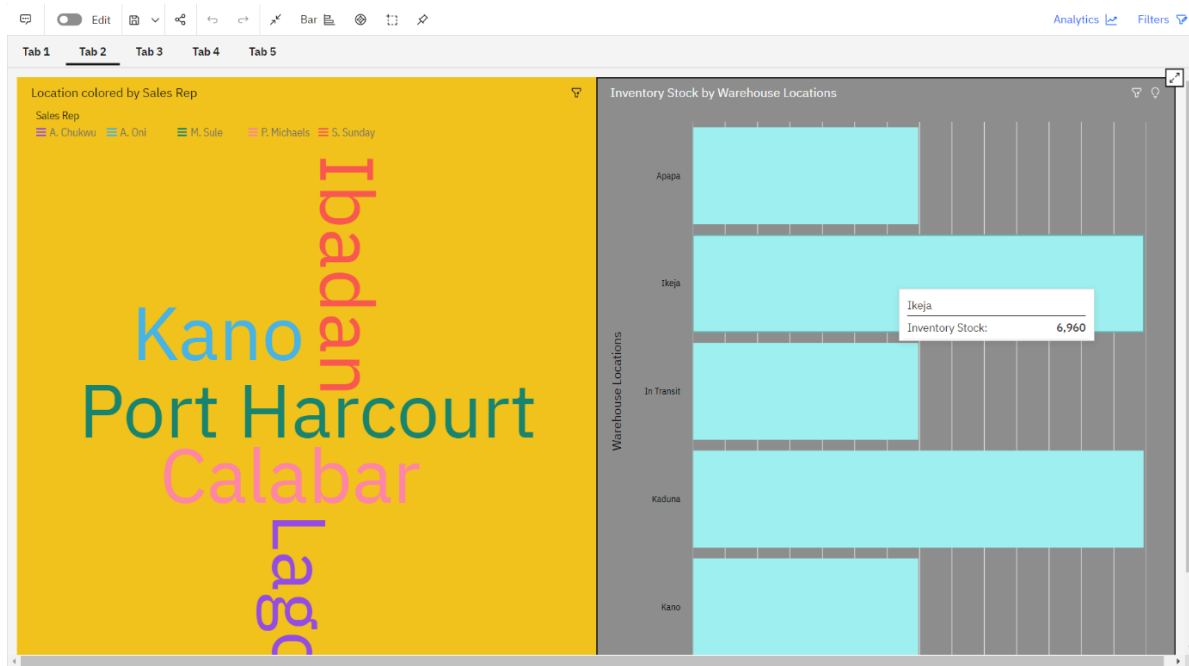 Edit
Bar
Analytics
Filters
Tab 1
Tab 2
Tab 3
Tab 4
Tab 5
Location colored by Sales Rep
Sales Rep
A. Chukwu
A. Oni
M. Sule
P. Michaels
S. Sunday
Ibadan
Kano
Port Harcourt
Calabar
Lago
Inventory Stock by Warehouse Locations
Warehouse Locations
Apapa
Ikeja
In Transit
Kaduna
Kano
Ikeja
Inventory Stock: 6,960